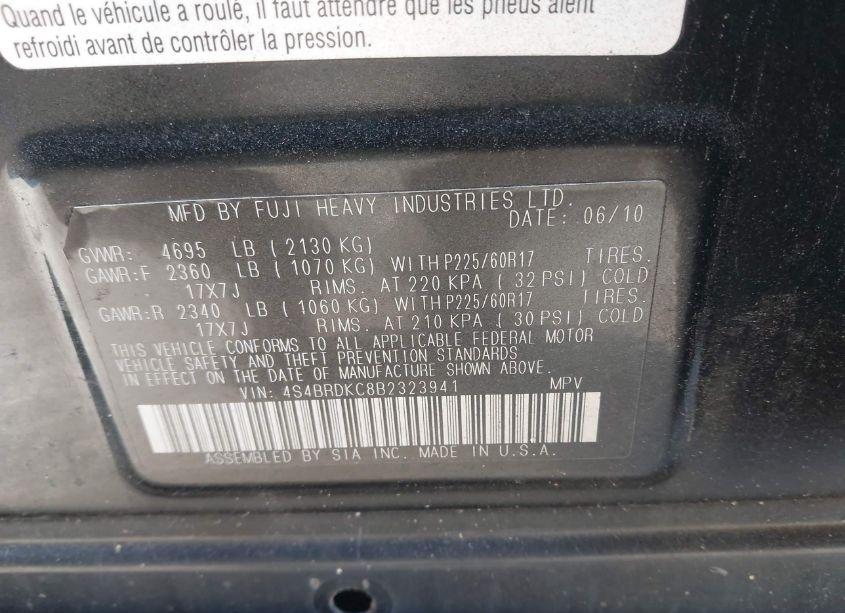 Quand le véhicule a roulé, il faut attendre que les pneus aient
refroidi avant de contrôler la pression.
MFD BY FUJI HEAVY INDUSTRIES LTD.
DATE: 06/10
GVWR: 4695 LB ( 2130 KG)
GAWR:F 2360 LB ( 1070 KG) WITH P225/60R17 TIRES.
17X7J RIMS. AT 220 KPA ( 32 PSI) COLD
GAWR:R 2340 LB ( 1060 KG) WITH P225/60R17 TIRES.
17X7J RIMS. AT 210 KPA ( 30 PSI) COLD
THIS VEHICLE CONFORMS TO ALL APPLICABLE FEDERAL MOTOR
VEHICLE SAFETY AND THEFT PREVENTION STANDARDS
IN EFFECT ON THE DATE OF MANUFACTURE SHOWN ABOVE.
VIN: 4S4BRDKC8B2323941 MPV
ASSEMBLED BY SIA INC. MADE IN U.S.A.